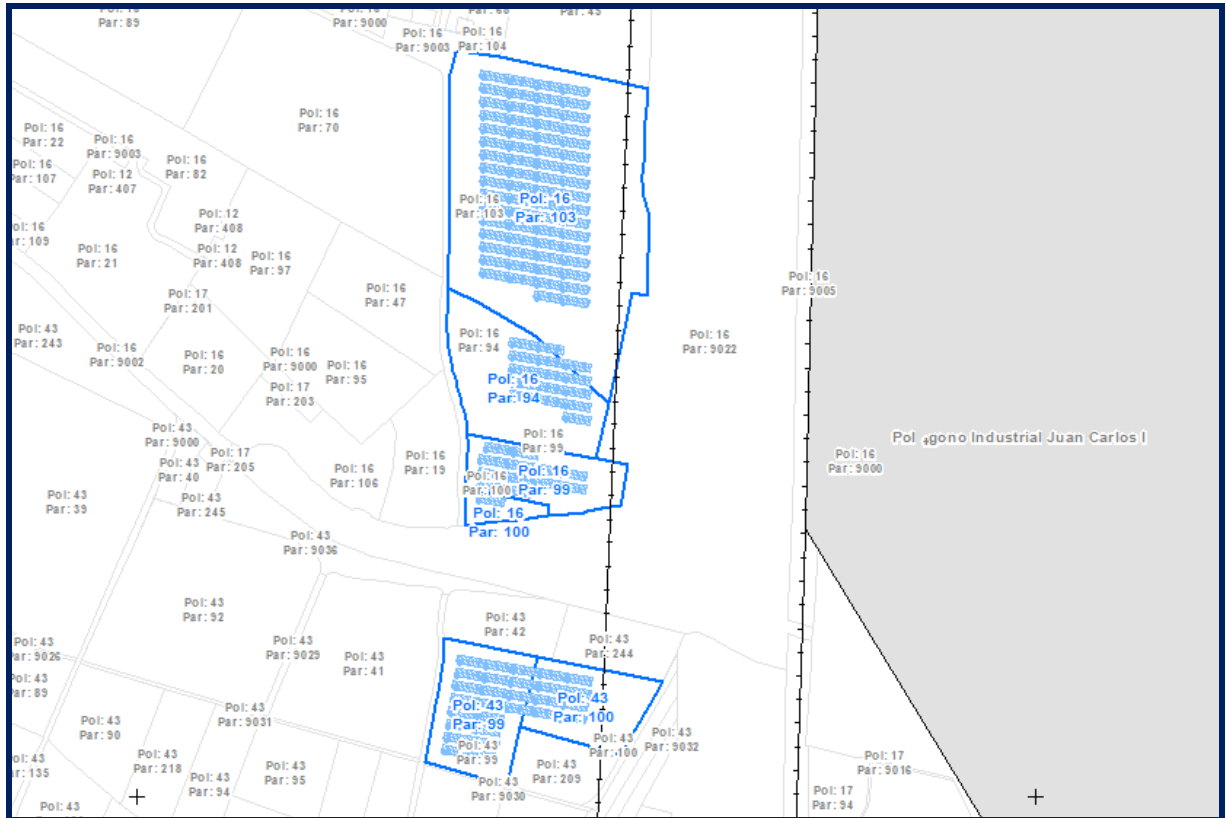 Pol: 16
Par: 89
Pol: 16
Par: 9000
Par: 68
Par: 43
Pol: 16
Par: 9003
Pol: 16
Par: 104
Pol: 16
Par: 70
Pol: 16
Par: 22
Pol: 16
Par: 9003
Pol: 16
Par: 82
Pol: 16
Par: 107
Pol: 12
Par: 407
Pol: 16
Par: 103
Pol: 16
Par: 103
Pol: 12
Par: 408
ol: 16
ar: 109
Pol: 16
Par: 21
Pol: 12
Par: 408
Pol: 16
Par: 97
Pol: 16
Par: 9005
Pol: 17
Par: 201
Pol: 16
Par: 47
Pol: 43
Par: 243
Pol: 16
Par: 9002
Pol: 16
Par: 20
Pol: 16
Par: 9000
Pol: 16
Par: 95
Pol: 16
Par: 94
Pol: 16
Par: 9022
Pol: 17
Par: 203
Pol: 16
Par: 94
Pol: 43
Par: 9000
Pol: 16
Par: 99
Pol ₄gono Industrial Juan Carlos I
Pol: 43
Par: 40
Pol: 17
Par: 205
Pol: 16
Par: 106
Pol: 16
Par: 19
Pol: 16
Par: 100
Pol: 16
Par: 99
Pol: 16
Par: 9000
Pol: 43
Par: 39
Pol: 43
Par: 245
Pol: 16
Par: 100
Pol: 43
Par: 9036
Pol: 43
Par: 92
Pol: 43
Par: 42
Pol: 43
Par: 244
Pol: 43
Par: 9026
Pol: 43
Par: 9029
Pol: 43
Par: 41
Pol: 43
Par: 89
Pol: 43
Par: 99
Pol: 43
Par: 100
Pol: 43
Par: 90
Pol: 43
Par: 9031
Pol: 43
Par: 99
Pol: 43
Par: 100
Pol: 43
Par: 9032
ol: 43
ar: 135
Pol: 43
Par: 218
Pol: 43
Par: 94
Pol: 43
Par: 95
Pol: 43
Par: 9030
Pol: 43
Par: 209
Pol: 17
Par: 9016
Pol: 17
Par: 94
Pol: 43